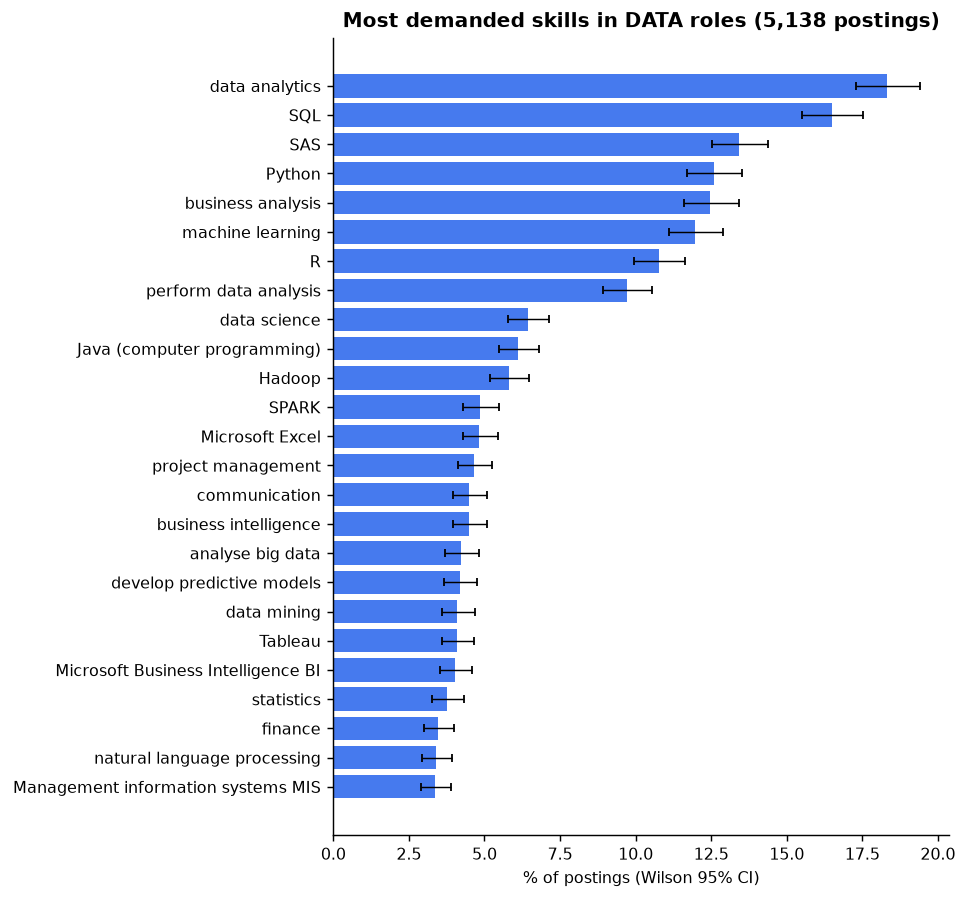 Most demanded skills in DATA roles (5,138 postings)
data analytics
SQL
SAS
Python
business analysis
machine learning
R
perform data analysis
data science
Java (computer programming)
Hadoop
SPARK
Microsoft Excel
project management
communication
business intelligence
analyse big data
develop predictive models
data mining
Tableau
Microsoft Business Intelligence BI
statistics
finance
natural language processing
Management information systems MIS
0.0 2.5 5.0 7.5 10.0 12.5 15.0 17.5 20.0
% of postings (Wilson 95% CI)